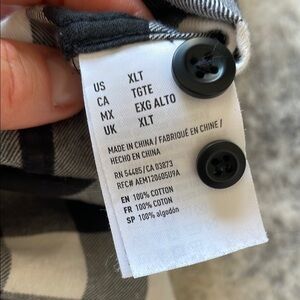 US XLT
CA TGTE
MX EXG ALTO
UK XLT
MADE IN CHINA / FABRIQUÉ EN CHINE /
HECHO EN CHINA
RN 54485/CA 03873
RFC# AEM120605U9A
EN 100% COTTON
FR 100% COTON
SP 100% algodón